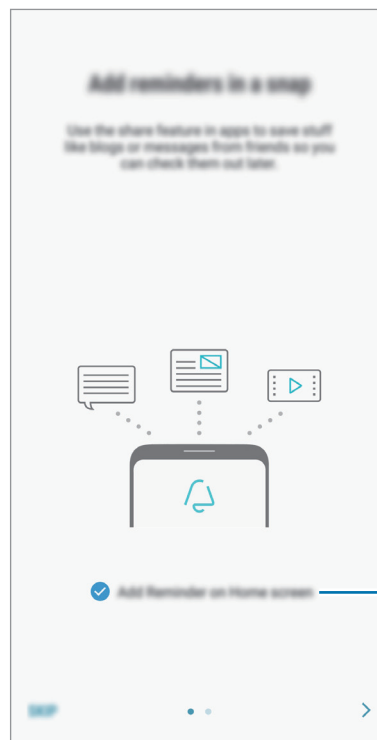 Add reminders in a snap
Use the share feature in apps to save stuff
like blogs or messages from friends so you
can check them out later.
Add Reminder on Home screen
SKIP